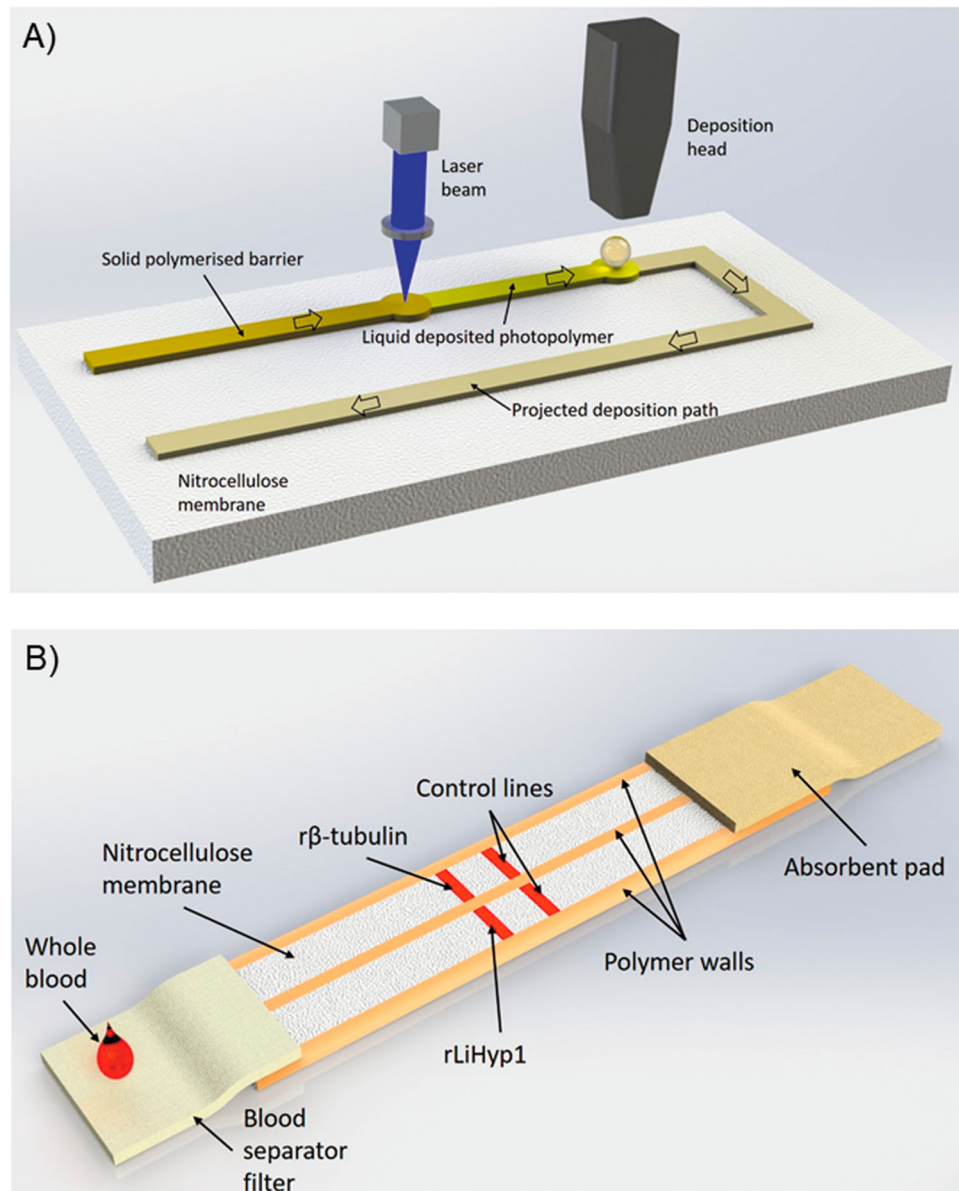 A)
Deposition
head
Laser
beam
Solid polymerised barrier
Liquid deposited photopolymer
Projected deposition path
Nitrocellulose
membrane
B)
Control lines
rβ-tubulin
Nitrocellulose
membrane
Absorbent pad
Whole
blood
Polymer walls
rLiHyp1
Blood
separator
filter